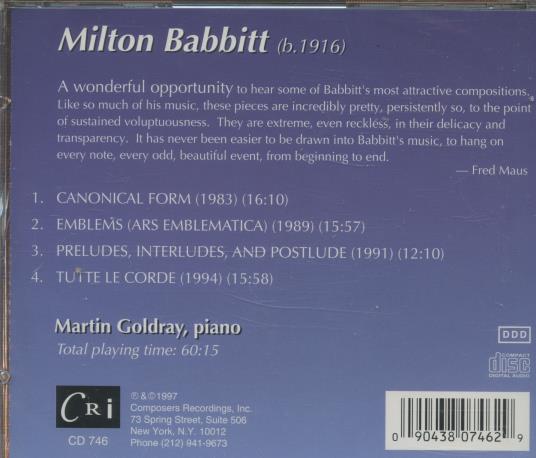 Milton Babbitt (b.1916)
A wonderful opportunity to hear some of Babbitt's most attractive compositions.
Like so much of his music, these pieces are incredibly pretty, persistently so, to the point
of sustained voluptuousness. They are extreme, even reckless, in their delicacy and
transparency. It has never been easier to be drawn into Babbitt's music, to hang on
every note, every odd, beautiful event, from beginning to end.
— Fred Maus
1. CANONICAL FORM (1983) (16:10)
2. EMBLEMS (ARS EMBLEMATICA) (1989) (15:57)
3. PRELUDES, INTERLUDES, AND POSTLUDE (1991) (12:10)
4. TUTTE LE CORDE (1994) (15:58)
Martin Goldray, piano
Total playing time: 60:15
DDD
COMPACT
disc
DIGITAL AUDIO
CRi
CD 746
℗ & © 1997
Composers Recordings, Inc.
73 Spring Street, Suite 506
New York, N.Y. 10012
Phone (212) 941-9673
0 90438 07462 9